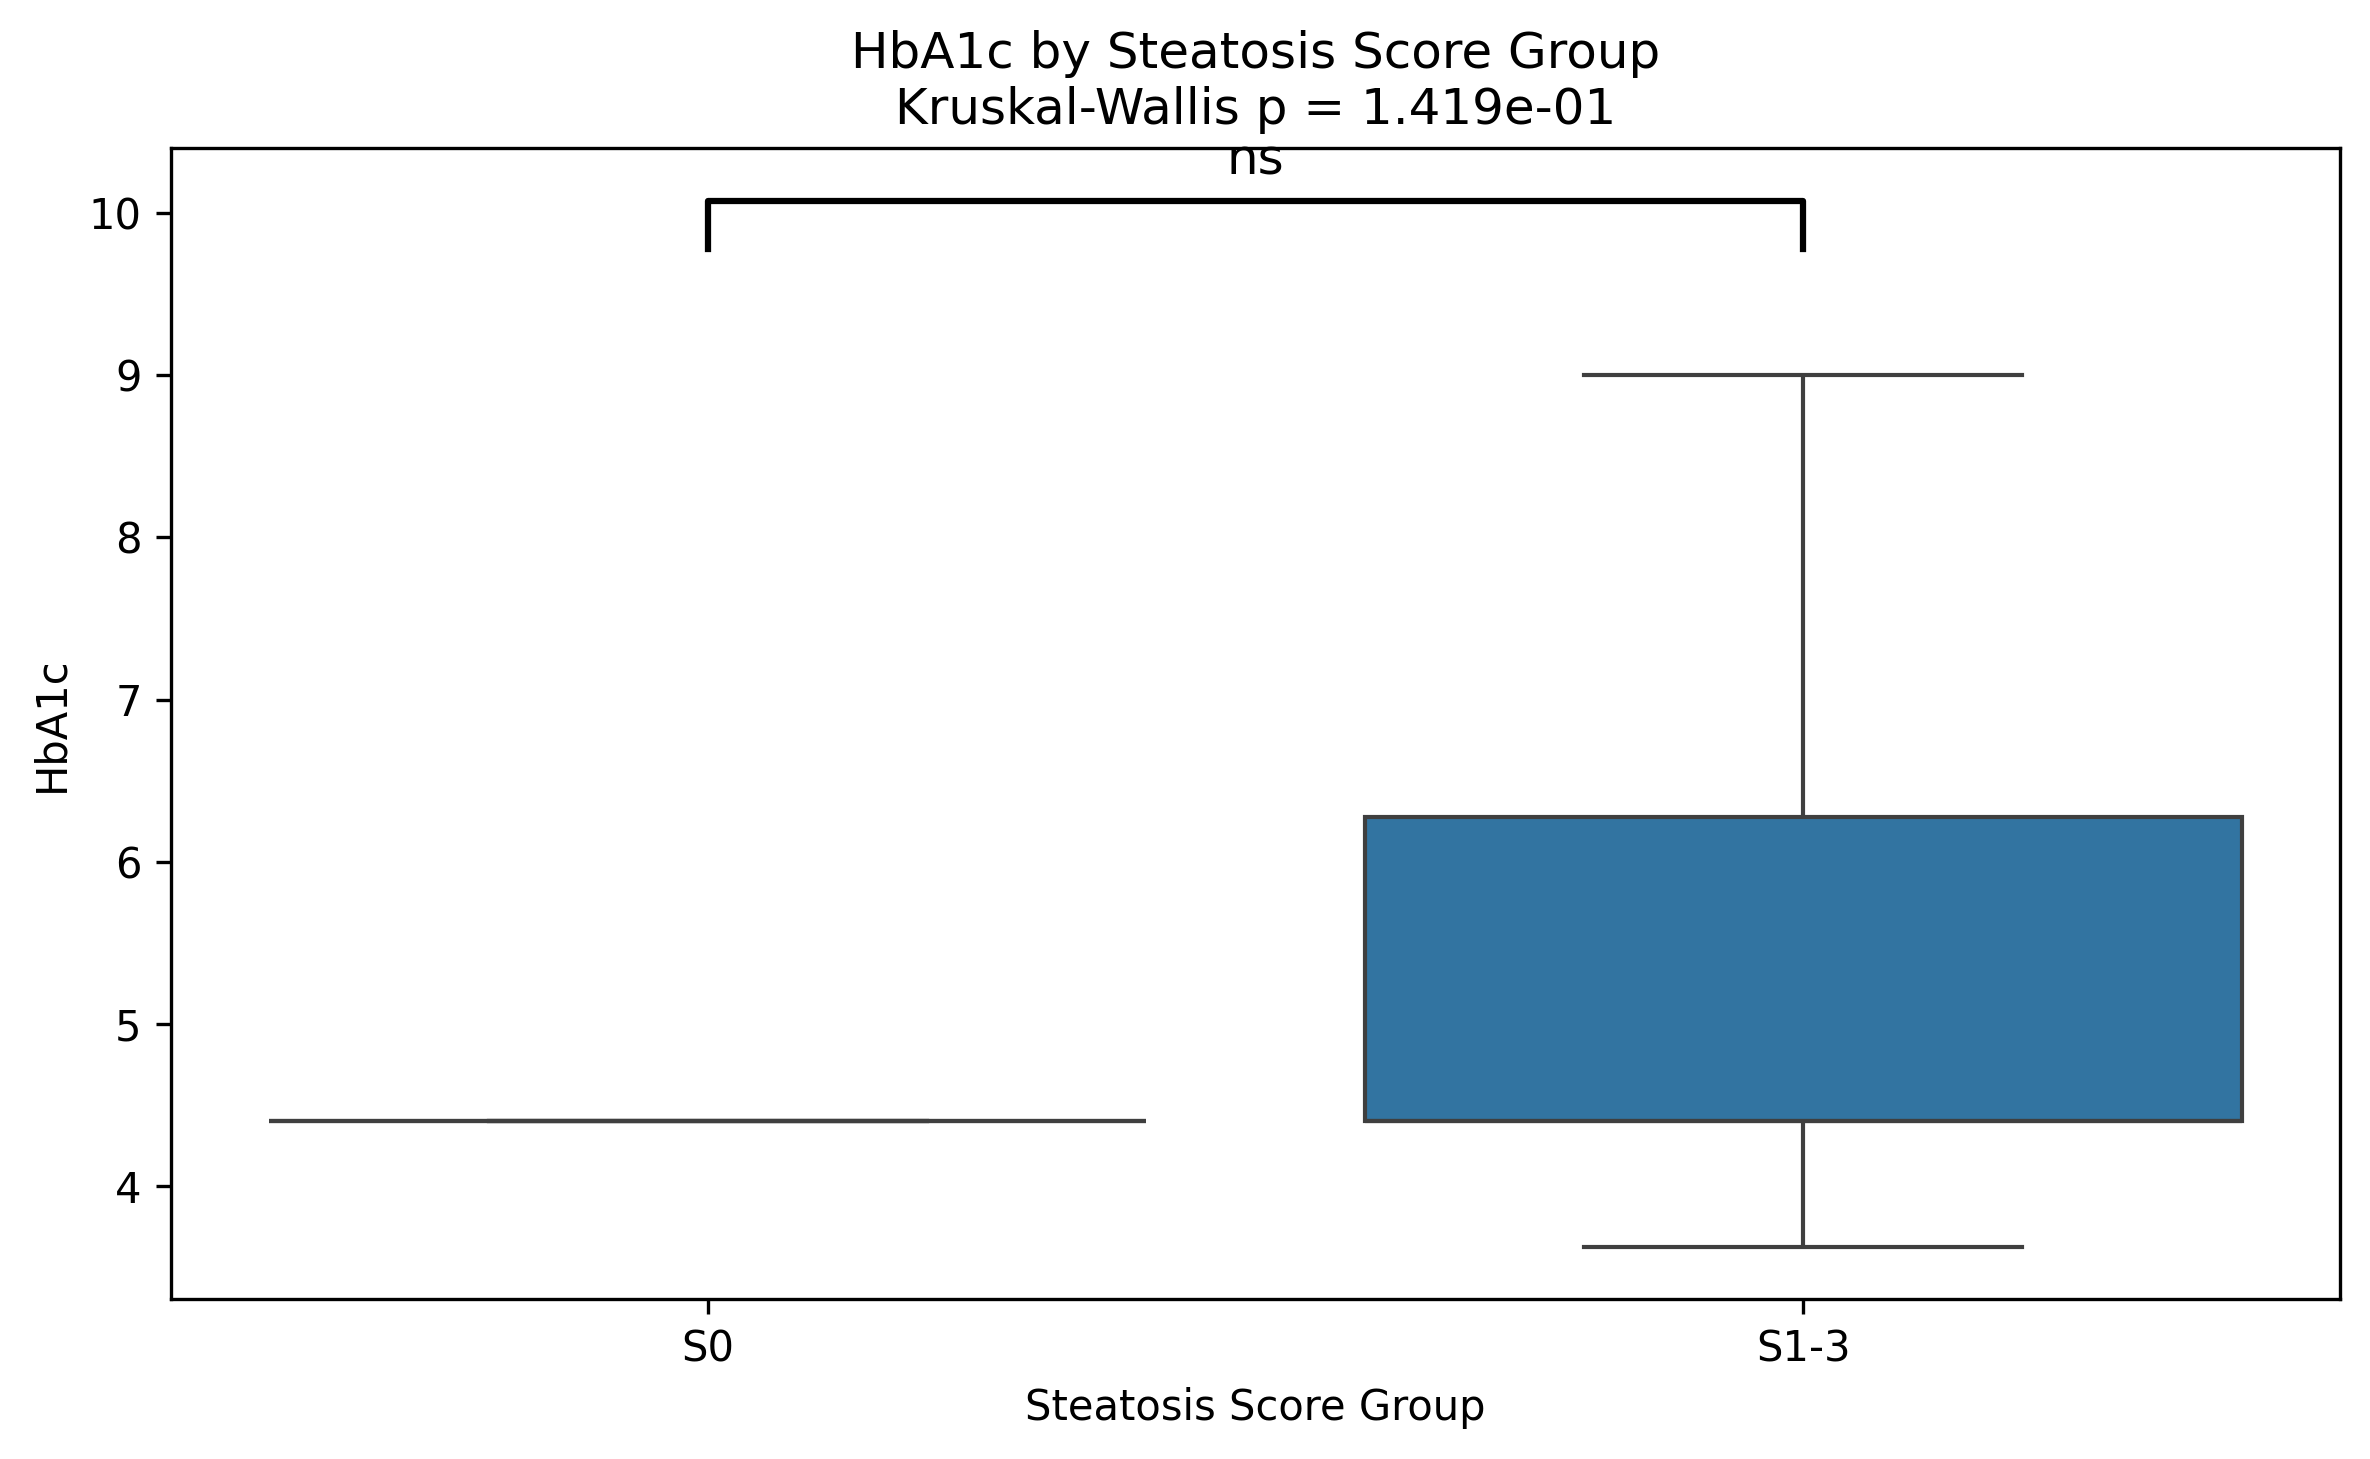 HbA1c by Steatosis Score Group
Kruskal-Wallis p = 1.419e-01
ns
10
9
8
7
6
5
4
HbA1c
S0
S1-3
Steatosis Score Group